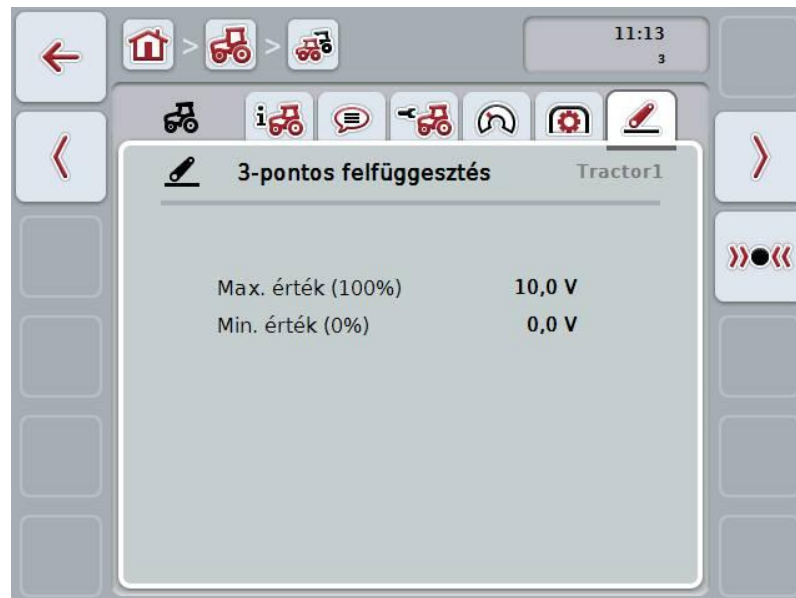 11:13
3
3-pontos felfüggesztés Tractor1
Max. érték (100%) 10,0 V
Min. érték (0%) 0,0 V